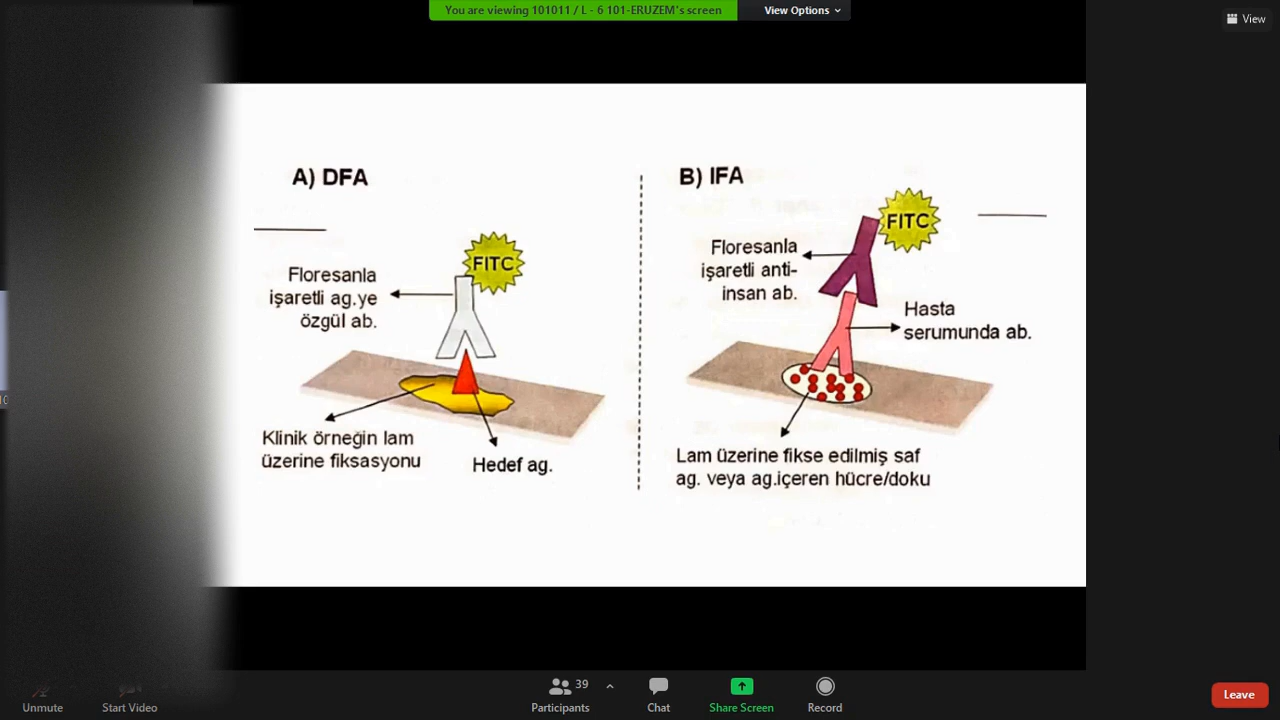 You are viewing 101011 / L - 6 101-ERUZEM's screen
View Options
View
A) DFA
FITC
Floresanla
işaretli ag.ye
özgül ab.
Klinik örneğin lam
üzerine fiksasyonu
Hedef ag.
B) IFA
FITC
Floresanla
işaretli anti-
insan ab.
Hasta
serumunda ab.
Lam üzerine fikse edilmiş saf
ag. veya ag.içeren hücre/doku
Unmute
Start Video
Participants
39
Chat
Share Screen
Record
Leave